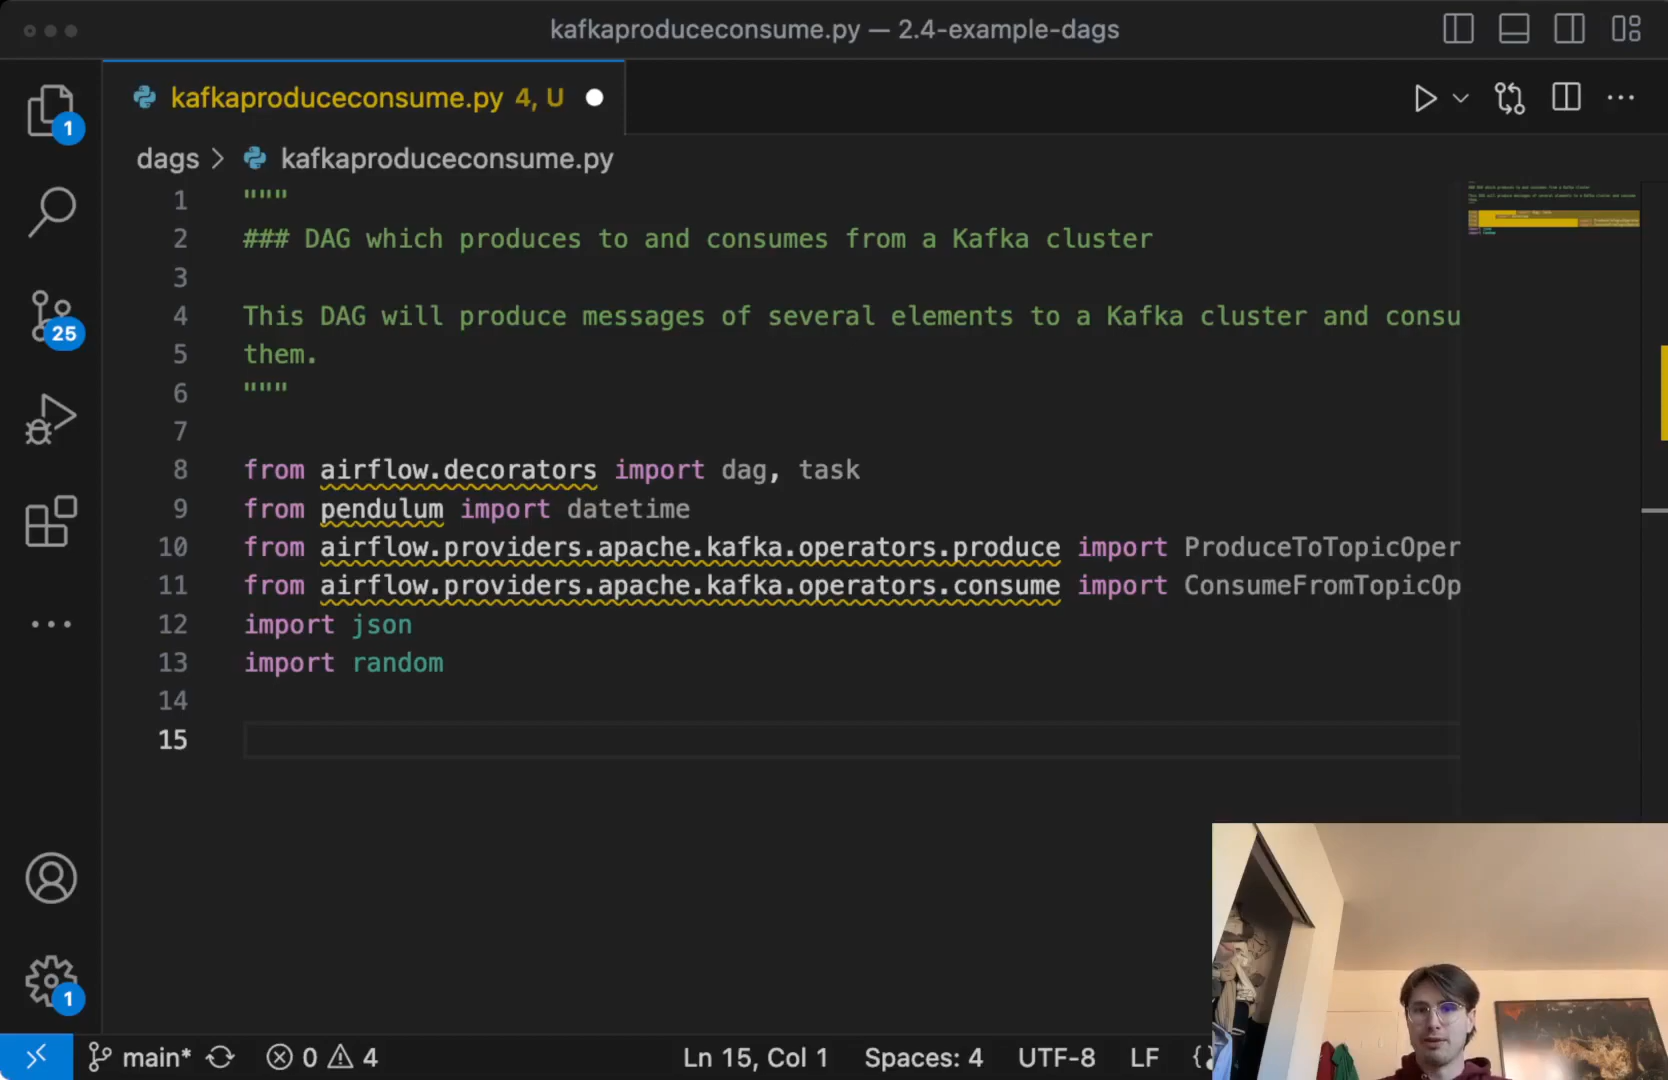 kafkaproduceconsume.py — 2.4-example-dags
kafkaproduceconsume.py 4, U
dags > kafkaproduceconsume.py
1 """
2 ### DAG which produces to and consumes from a Kafka cluster
3
4 This DAG will produce messages of several elements to a Kafka cluster and consu
5 them.
6 """
7
8 from airflow.decorators import dag, task
9 from pendulum import datetime
10 from airflow.providers.apache.kafka.operators.produce import ProduceToTopicOper
11 from airflow.providers.apache.kafka.operators.consume import ConsumeFromTopicOp
12 import json
13 import random
14
15
1
25
1
main* 0 4 Ln 15, Col 1 Spaces: 4 UTF-8 LF {